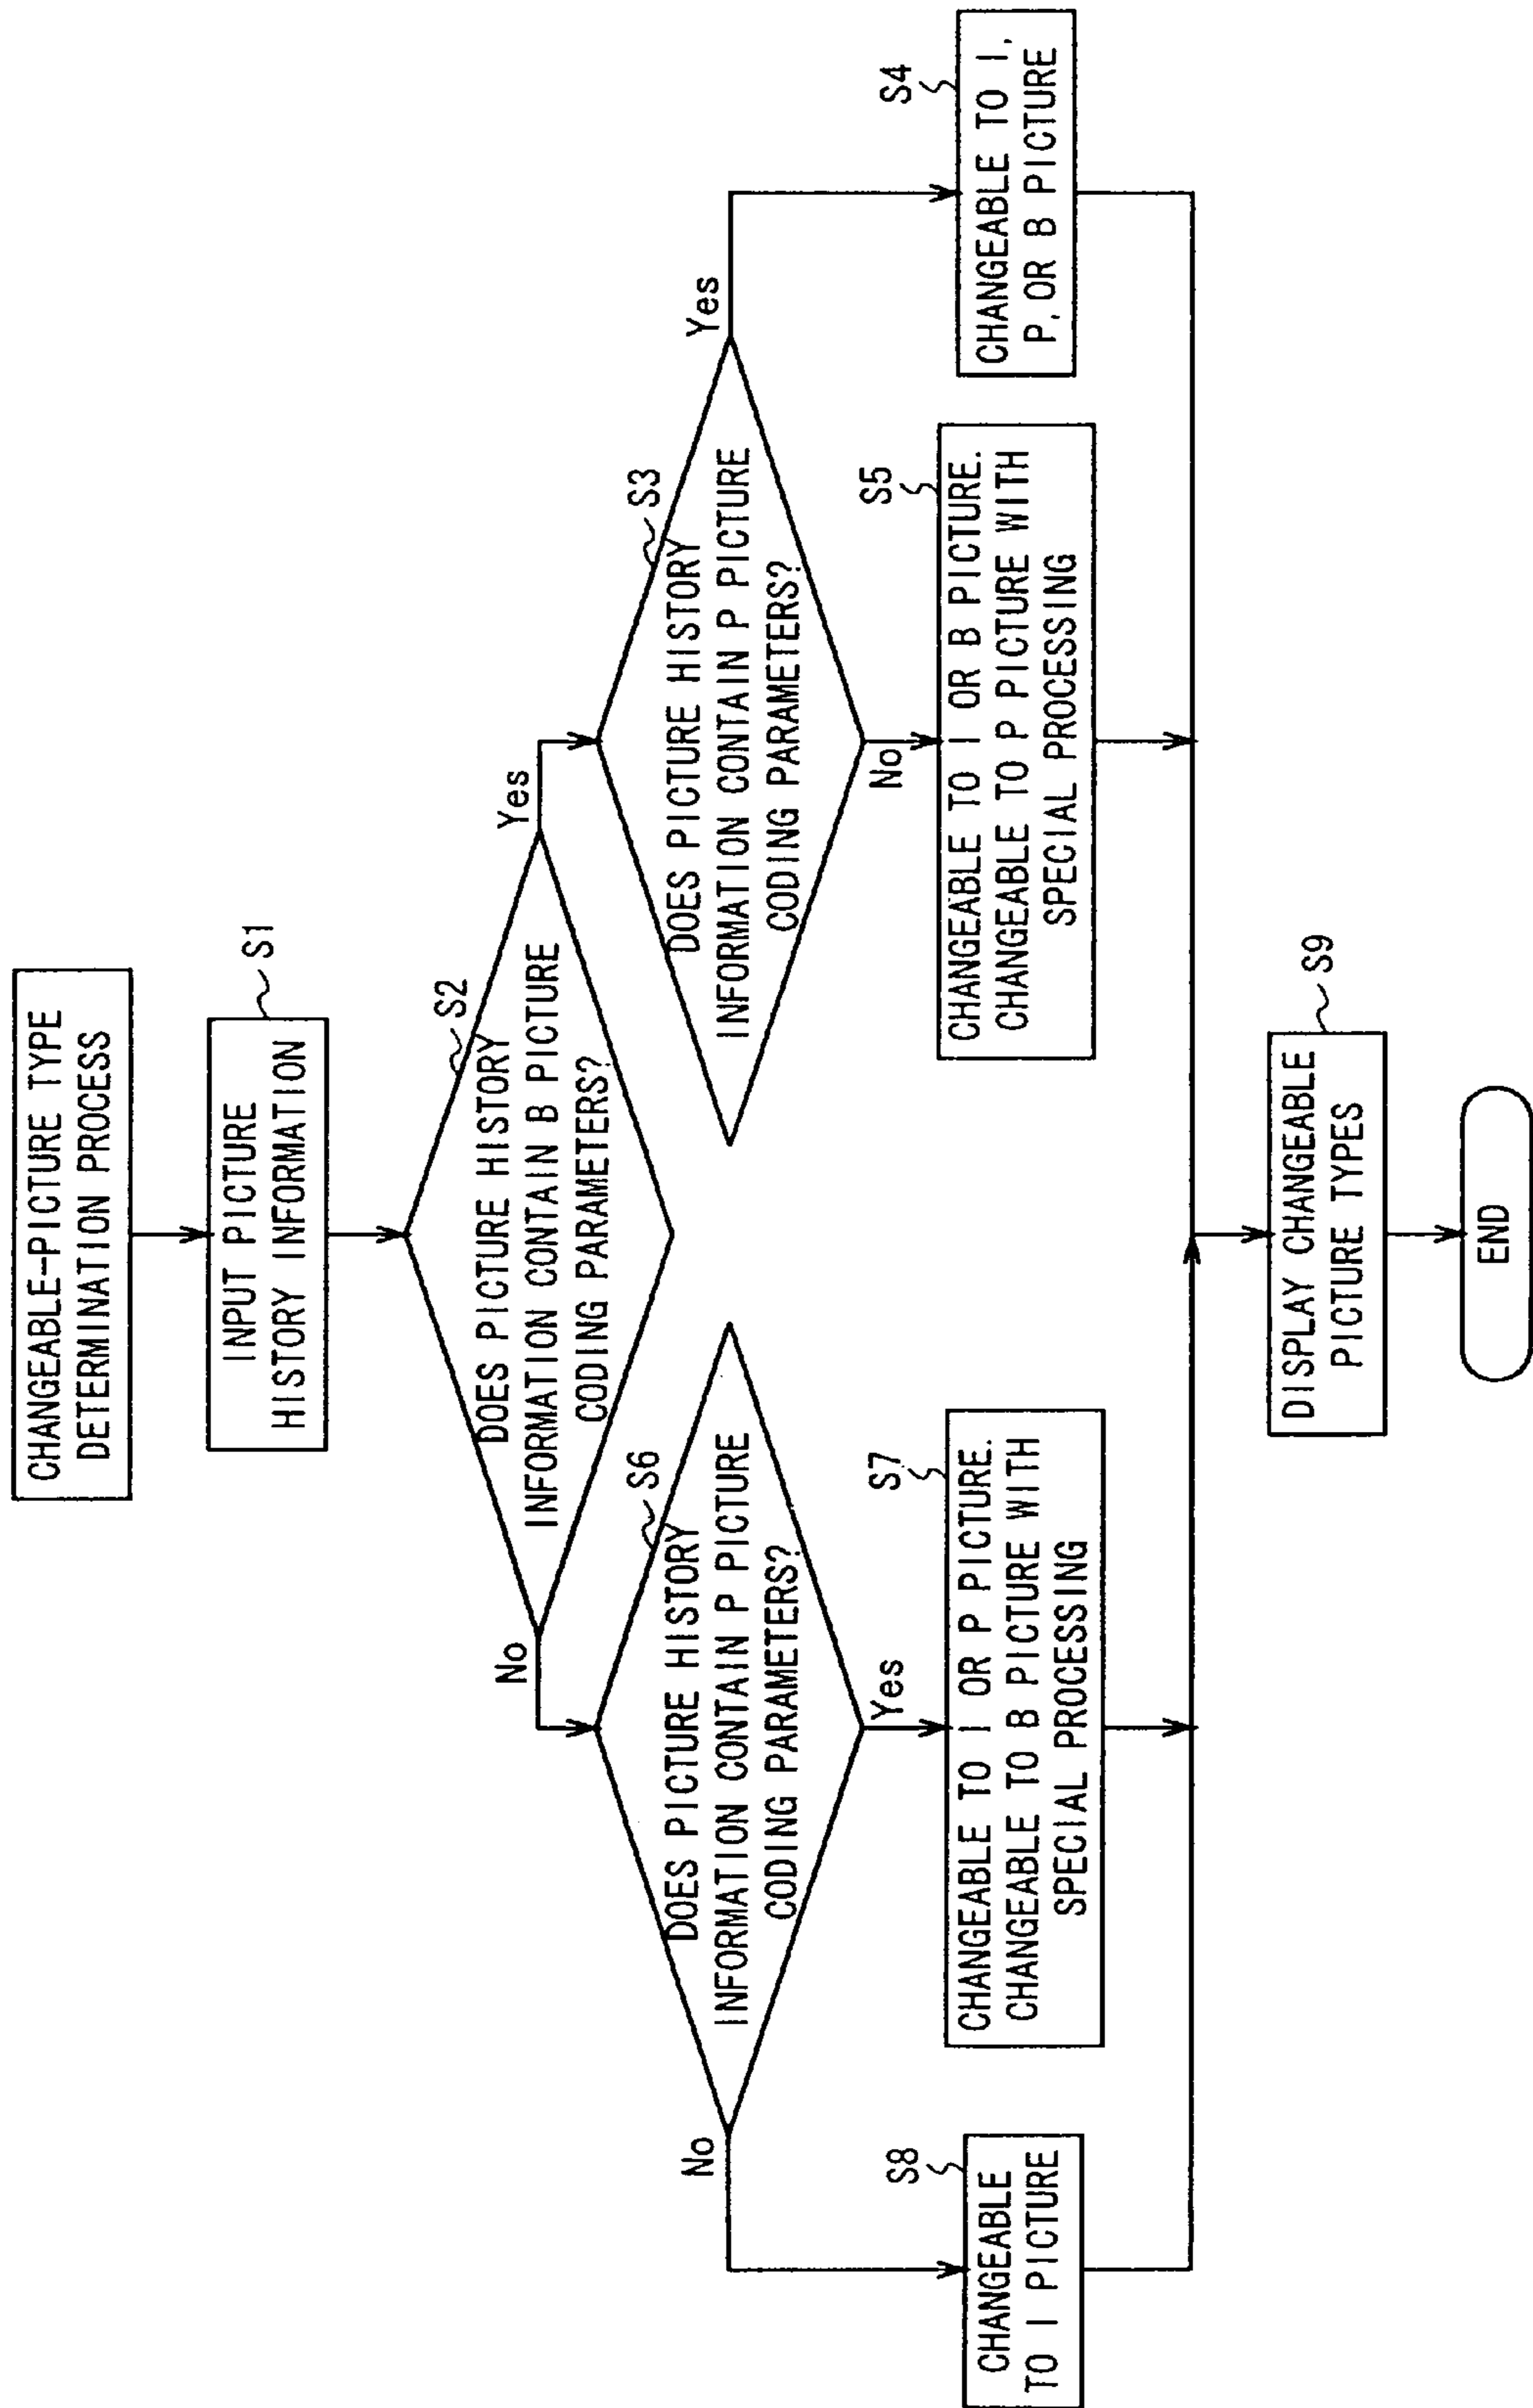 CHANGEABLE-PICTURE TYPE
DETERMINATION PROCESS
S1
INPUT PICTURE
HISTORY INFORMATION
S2
DOES PICTURE HISTORY
INFORMATION CONTAIN B PICTURE
CODING PARAMETERS?
No
Yes
S6
DOES PICTURE HISTORY
INFORMATION CONTAIN P PICTURE
CODING PARAMETERS?
No
Yes
S3
DOES PICTURE HISTORY
INFORMATION CONTAIN P PICTURE
CODING PARAMETERS?
No
Yes
S8
CHANGEABLE
TO I PICTURE
S7
CHANGEABLE TO I OR P PICTURE.
CHANGEABLE TO B PICTURE WITH
SPECIAL PROCESSING
S5
CHANGEABLE TO I OR B PICTURE.
CHANGEABLE TO P PICTURE WITH
SPECIAL PROCESSING
S4
CHANGEABLE TO I,
P, OR B PICTURE
S9
DISPLAY CHANGEABLE
PICTURE TYPES
END